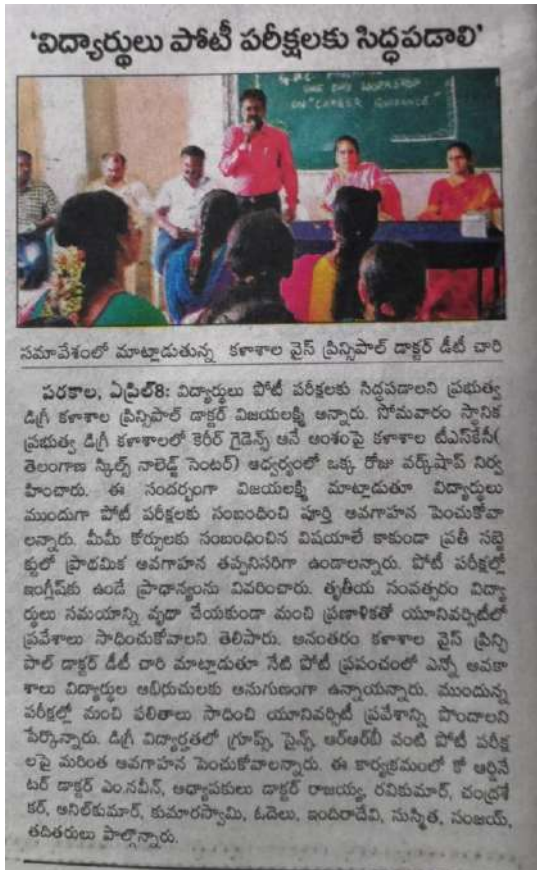 'విద్యార్థులు పోటీ పరీక్షలకు సిద్ధపడాలి'
ONE DAY WORKSHOP
ON "CAREER GUIDANCE"
సమావేశంలో మాట్లాడుతున్న కళాశాల వైస్ ప్రిన్సిపాల్ డాక్టర్ డీటీ చారి
పరకాల, ఏప్రిల్8: విద్యార్థులు పోటీ పరీక్షలకు సిద్ధపడాలని ప్రభుత్వ
డిగ్రీ కళాశాల ప్రిన్సిపాల్ డాక్టర్ విజయలక్ష్మి అన్నారు. సోమవారం స్థానిక
ప్రభుత్వ డిగ్రీ కళాశాలలో కెరీర్ గైడెన్స్ అనే అంశంపై కళాశాల టీఎస్‌కేసీ(
తెలంగాణ స్కిల్స్ నాలెడ్జ్ సెంటర్) ఆధ్వర్యంలో ఒక్క రోజు వర్క్‌షాప్ నిర్వ
హించారు. ఈ సందర్భంగా విజయలక్ష్మి మాట్లాడుతూ విద్యార్థులు
ముందుగా పోటీ పరీక్షలకు సంబంధించి పూర్తి అవగాహన పెంచుకోవా
లన్నారు. మీమీ కోర్సులకు సంబంధించిన విషయాలే కాకుండా ప్రతీ సబ్జె
క్టులో ప్రాథమిక అవగాహన తప్పనిసరిగా ఉండాలన్నారు. పోటీ పరీక్షల్లో
ఇంగ్లీష్‌కు ఉండే ప్రాధాన్యంను వివరించారు. తృతీయ సంవత్సరం విద్యా
ర్థులు సమయాన్ని వృథా చేయకుండా మంచి ప్రణాళికతో యూనివర్సిటీలో
ప్రవేశాలు సాధించుకోవాలని తెలిపారు. అనంతరం కళాశాల వైస్ ప్రిన్సి
పాల్ డాక్టర్ డీటీ చారి మాట్లాడుతూ నేటి పోటీ ప్రపంచంలో ఎన్నో అవకా
శాలు విద్యార్థుల అభిరుచులకు అనుగుణంగా ఉన్నాయన్నారు. ముందున్న
పరీక్షల్లో మంచి ఫలితాలు సాధించి యూనివర్సిటీ ప్రవేశాన్ని పొందాలని
పేర్కొన్నారు. డిగ్రీ విద్యార్హతలో గ్రూప్స్, సైన్స్, ఆర్ఆర్‌బీ వంటి పోటీ పరీక్ష
లపై మరింత అవగాహన పెంచుకోవాలన్నారు. ఈ కార్యక్రమంలో కో ఆర్డినే
టర్ డాక్టర్ ఎం.నవీన్, అధ్యాపకులు డాక్టర్ రాజయ్య, రవికుమార్, చంద్రశే
కర్, అనిల్‌కుమార్, కుమారస్వామి, ఓదెలు, ఇందిరాదేవి, సుస్మిత, సంజయ్,
తదితరులు పాల్గొన్నారు.